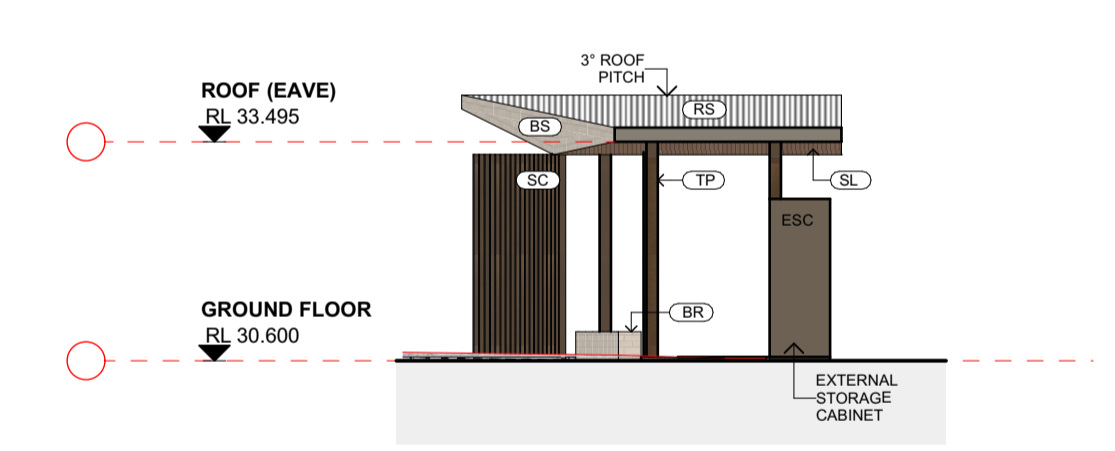 3° ROOF
PITCH
ROOF (EAVE)
RL 33.495
RS
BS
SC
TP
SL
ESC
GROUND FLOOR
RL 30.600
BR
EXTERNAL
STORAGE
CABINET